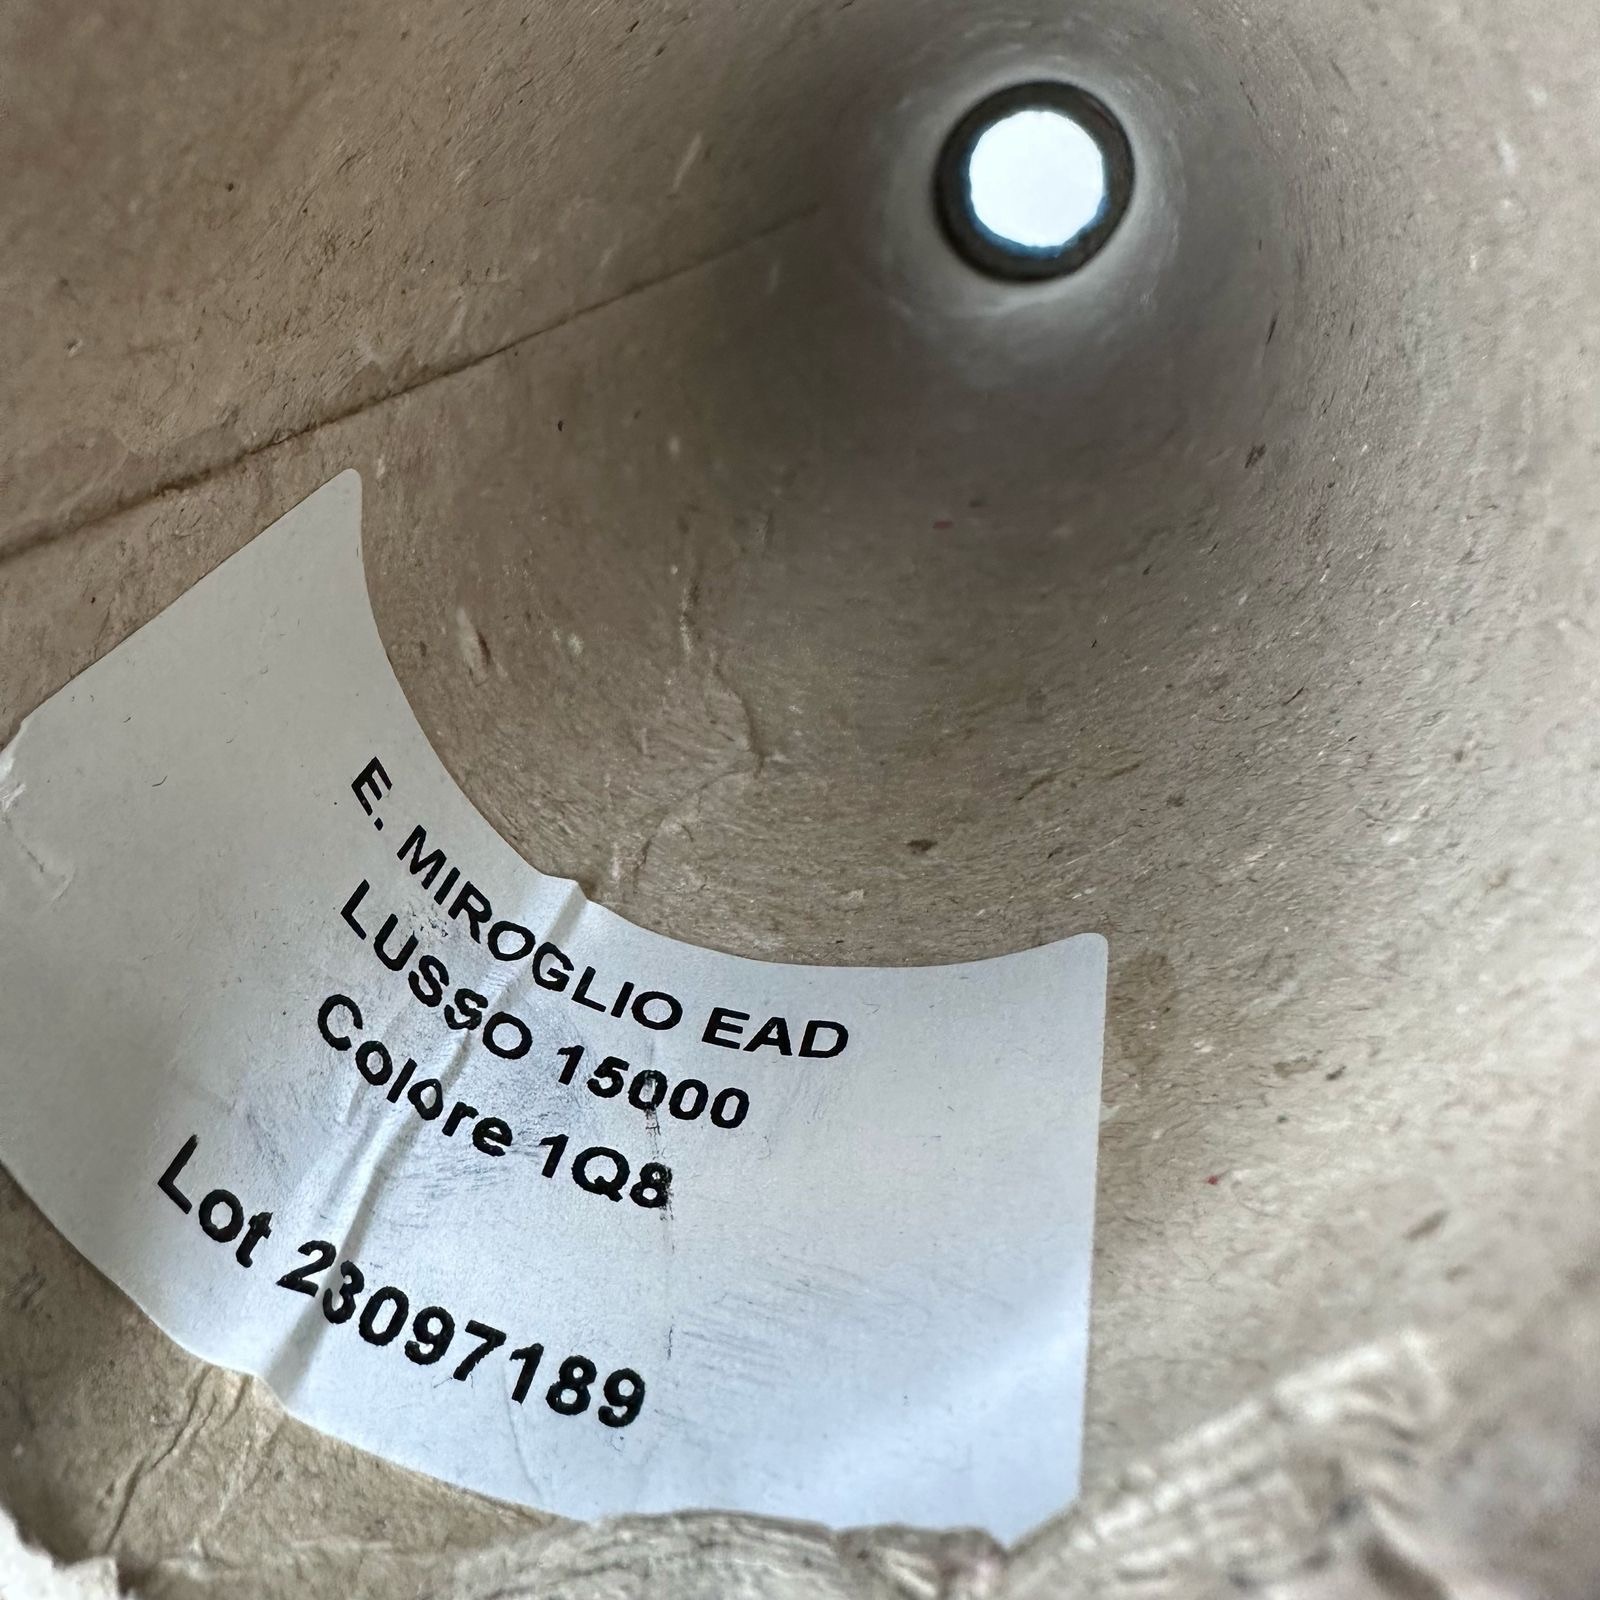 E. MIROGLIO EAD
LUSSO 15000
Colore 1Q8
Lot 23097189